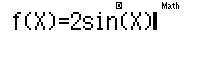 D Math
f(X)=2sin(X)